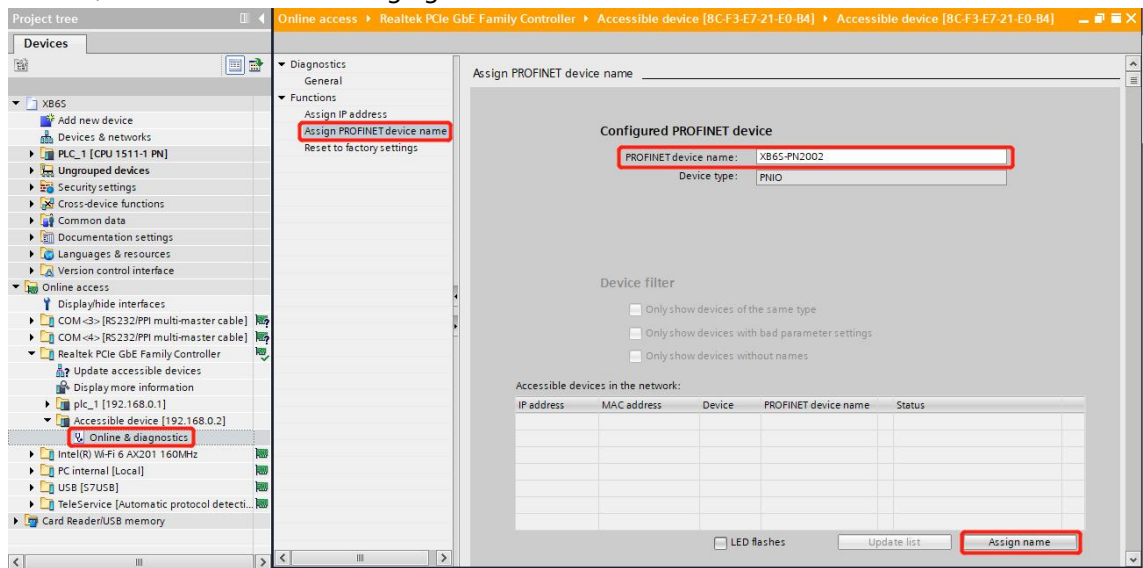 Project tree
Devices
XB6S
Add new device
Devices & networks
PLC_1 [CPU 1511-1 PN]
Ungrouped devices
Security settings
Cross-device functions
Common data
Documentation settings
Languages & resources
Version control interface
Online access
Display/hide interfaces
COM <3> [RS232/PPI multi-master cable]
COM <4> [RS232/PPI multi-master cable]
Realtek PCIe GbE Family Controller
Update accessible devices
Display more information
plc_1 [192.168.0.1]
Accessible device [192.168.0.2]
Online & diagnostics
Intel(R) Wi-Fi 6 AX201 160MHz
PC internal [Local]
USB [S7USB]
TeleService [Automatic protocol detecti...
Card Reader/USB memory
Online access Realtek PCIe GbE Family Controller Accessible device [8C-F3-E7-21-E0-B4] Accessible device [8C-F3-E7-21-E0-B4]
Diagnostics
General
Functions
Assign IP address
Assign PROFINET device name
Reset to factory settings
Assign PROFINET device name
Configured PROFINET device
PROFINET device name: XB6S-PN2002
Device type: PNIO
Device filter
Only show devices of the same type
Only show devices with bad parameter settings
Only show devices without names
Accessible devices in the network:
IP address MAC address Device PROFINET device name Status
LED flashes Update list Assign name